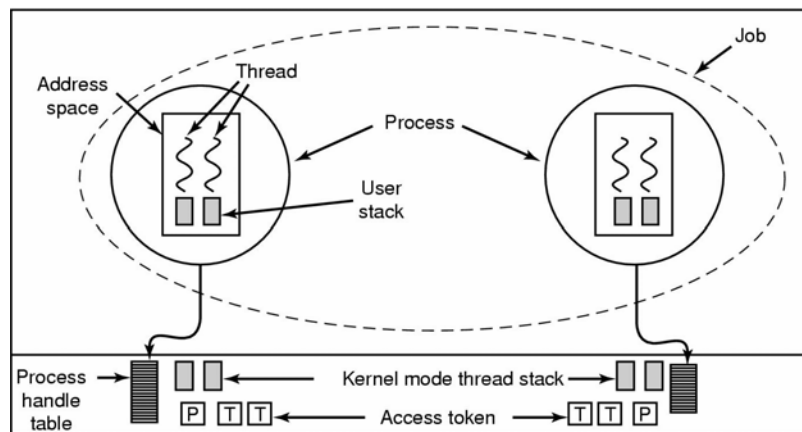 Job
Thread
Address
space
Process
User
stack
Process
handle
table
Kernel mode thread stack
P T T
Access token
T T P